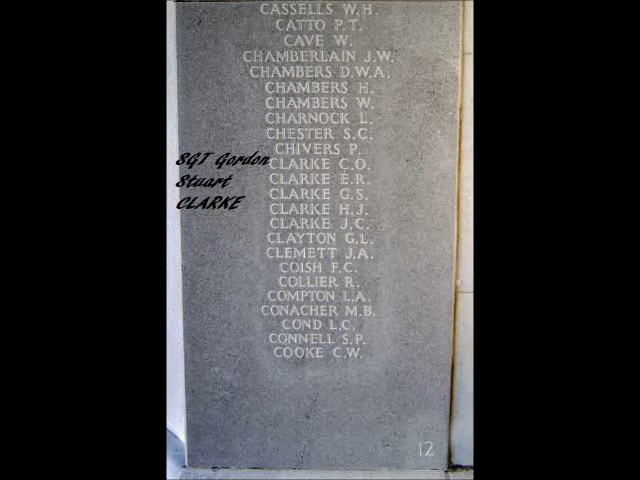 CASSELLS W.H.
CATTO P.T.
CAVE W.
CHAMBERLAIN J.W.
CHAMBERS D.W.A.
CHAMBERS H.
CHAMBERS W.
CHARNOCK L.
CHESTER S.C.
CHIVERS P.
CLARKE C.O.
CLARKE E.R.
CLARKE G.S.
CLARKE H.J.
CLARKE J.C.
CLAYTON G.L.
CLEMETT J.A.
COISH F.C.
COLLIER R.
COMPTON L.A.
CONACHER M.B.
COND L.C.
CONNELL S.P.
COOKE C.W.
SGT Gordon
Stuart
CLARKE
12